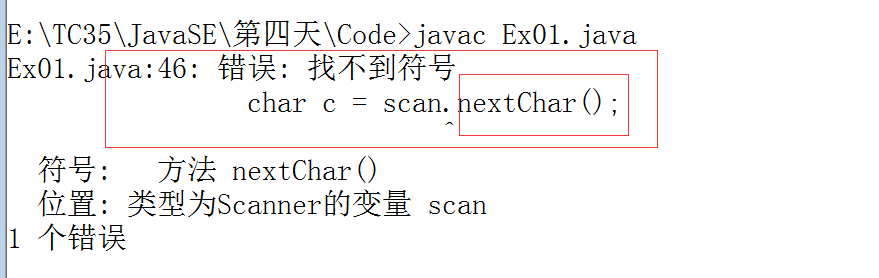 E:\TC35\JavaSE\第四天\Code>javac Ex01.java
Ex01.java:46: 错误: 找不到符号
char c = scan.nextChar();
^
符号:   方法 nextChar()
位置: 类型为Scanner的变量 scan
1 个错误